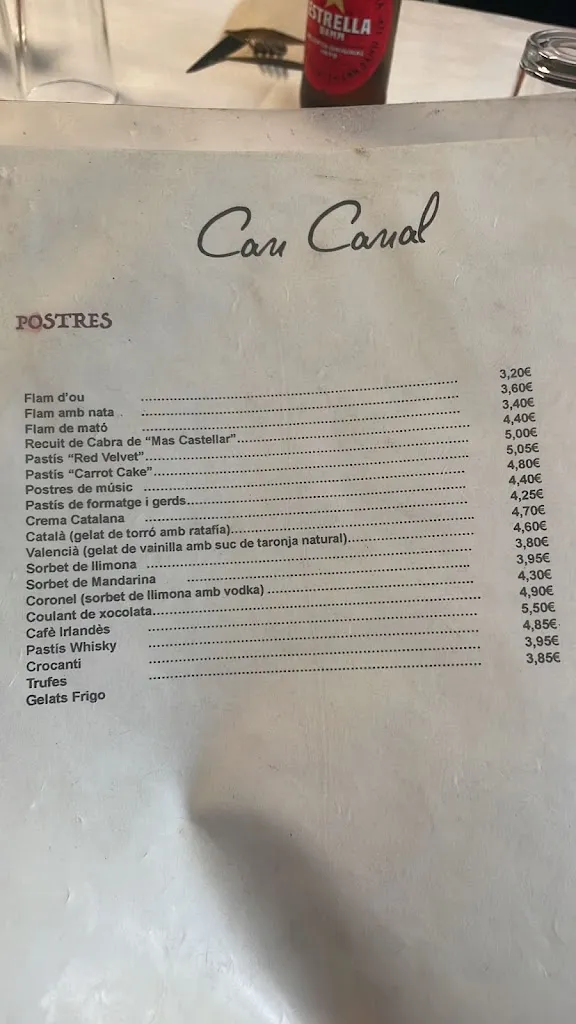 ESTRELLA
DAMM
Can Canal
POSTRES
Flam d'ou ........ 3,20€
Flam amb nata ........ 3,60€
Flam de mató ........ 3,40€
Recuit de Cabra de “Mas Castellar” ........ 4,40€
Pastís “Red Velvet” ........ 5,00€
Pastís “Carrot Cake” ........ 5,05€
Postres de músic ........ 4,80€
Pastís de formatge i gerds ........ 4,40€
Crema Catalana ........ 4,25€
Català (gelat de torró amb ratafia) ........ 4,70€
Valencià (gelat de vainilla amb suc de taronja natural) ........ 4,60€
Sorbet de llimona ........ 3,80€
Sorbet de Mandarina ........ 3,95€
Coronel (sorbet de llimona amb vodka) ........ 4,30€
Coulant de xocolata ........ 4,90€
Cafè Irlandès ........ 5,50€
Pastís Whisky ........ 4,85€
Crocanti ........ 3,95€
Trufes ........ 3,85€
Gelats Frigo